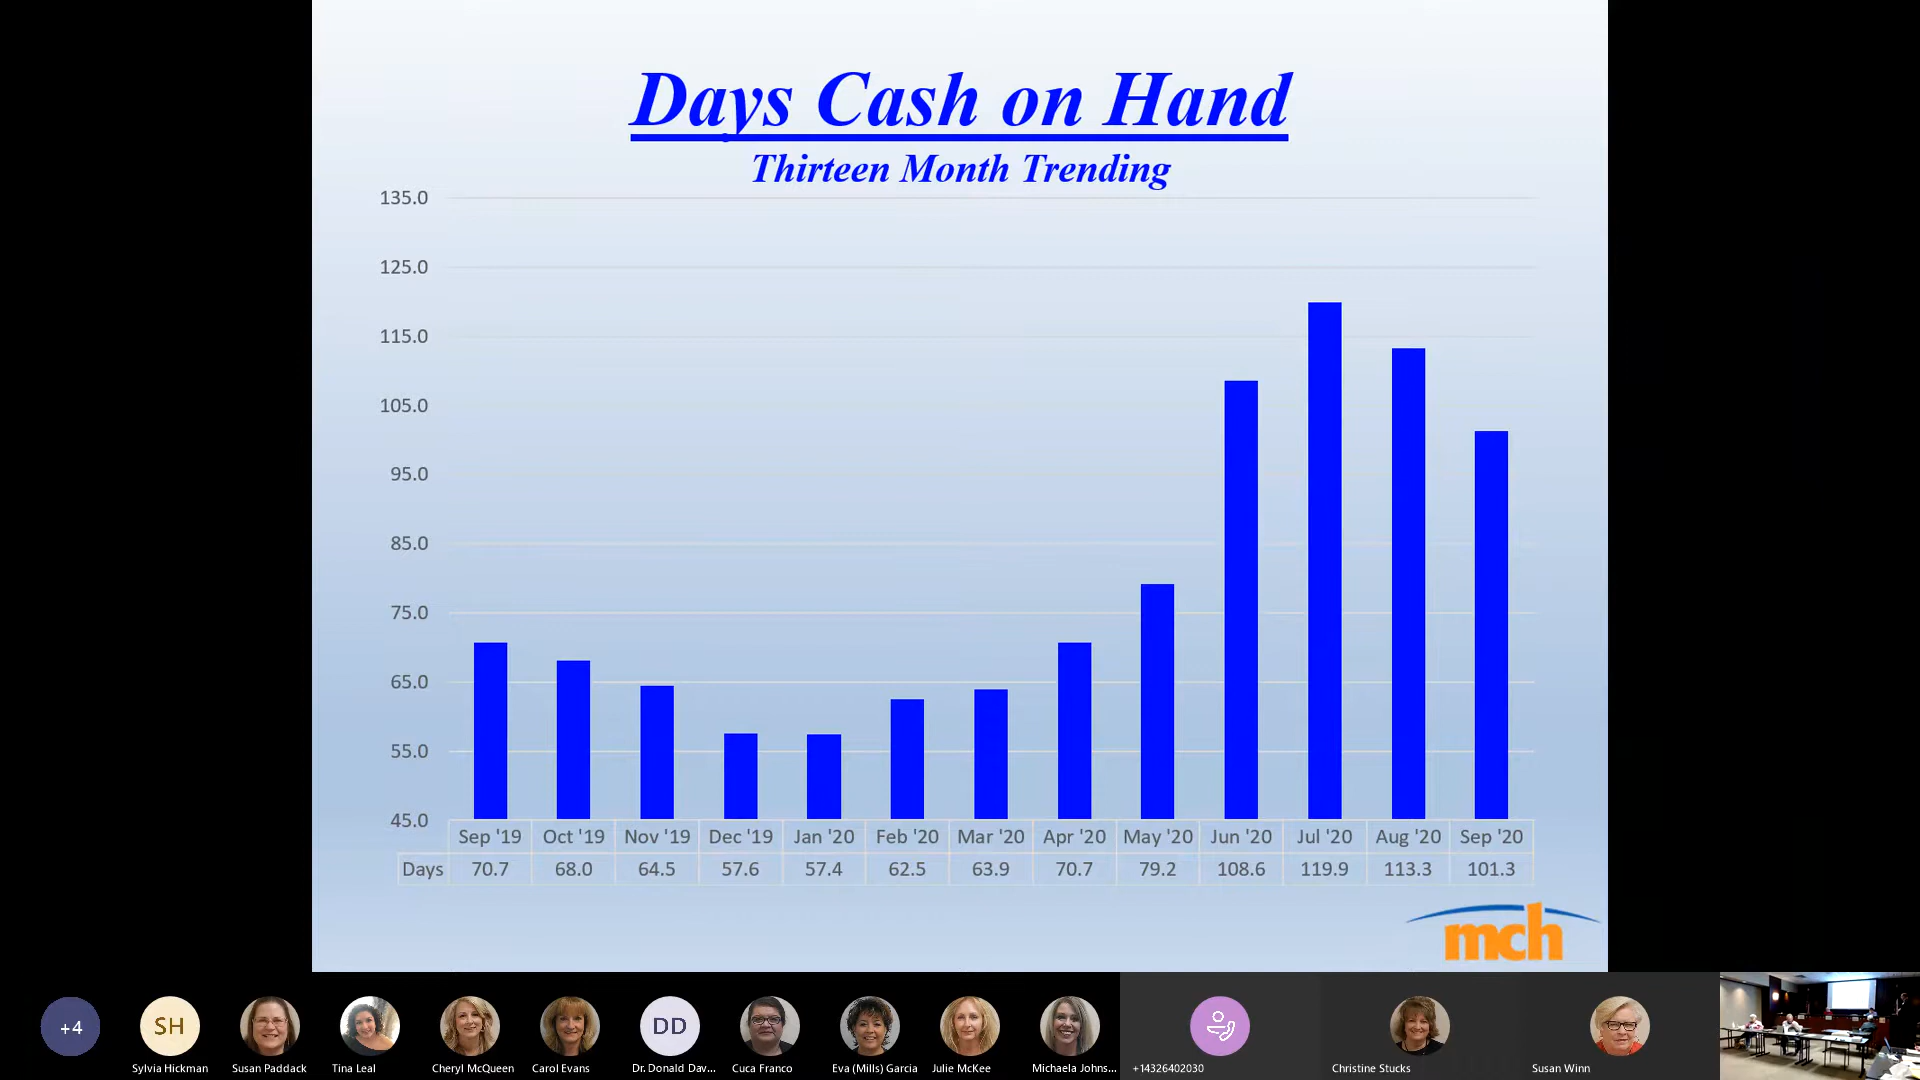 Days Cash on Hand
Thirteen Month Trending
135.0
125.0
115.0
105.0
95.0
85.0
75.0
65.0
55.0
45.0
Sep '19 Oct '19 Nov '19 Dec '19 Jan '20 Feb '20 Mar '20 Apr '20 May '20 Jun '20 Jul '20 Aug '20 Sep '20
Days 70.7 68.0 64.5 57.6 57.4 62.5 63.9 70.7 79.2 108.6 119.9 113.3 101.3
mch
+4 SH DD
Sylvia Hickman Susan Paddack Tina Leal Cheryl McQueen Carol Evans Dr. Donald Dav... Cuca Franco Eva (Mills) Garcia Julie McKee Michaela Johns... +14326402030 Christine Stucks Susan Winn